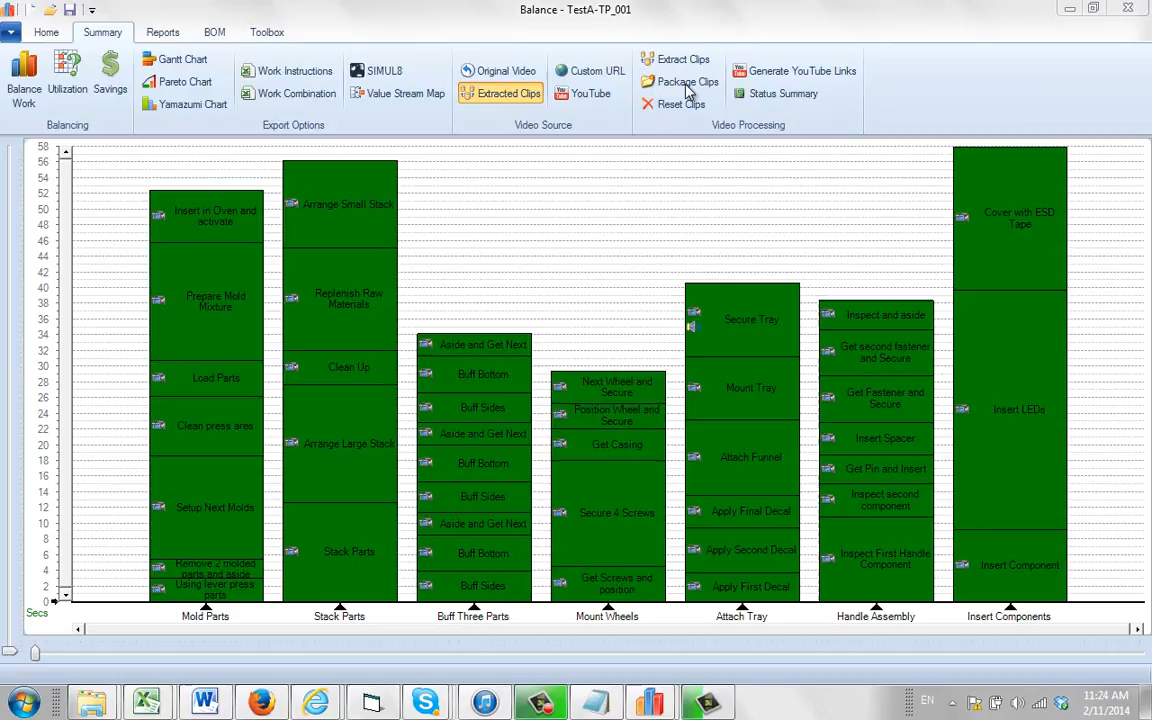 Balance - TestA-TP_001
Home Summary Reports BOM Toolbox
Balance Work
Utilization
Savings
Gantt Chart
Pareto Chart
Yamazumi Chart
Balancing
Work Instructions
Work Combination
SIMUL8
Value Stream Map
Export Options
Original Video
Extracted Clips
Custom URL
YouTube
Video Source
Extract Clips
Package Clips
Reset Clips
Generate YouTube Links
Status Summary
Video Processing
58
56
54
52
50
48
46
44
42
40
38
36
34
32
30
28
26
24
22
20
18
16
14
12
10
8
6
4
2
0
Secs
Insert in Oven and
activate
Prepare Mold
Mixture
Load Parts
Clean press area
Setup Next Molds
Remove 2 molded
parts and aside
Using lever press
parts
Mold Parts
Arrange Small Stack
Replenish Raw
Materials
Clean Up
Arrange Large Stack
Stack Parts
Stack Parts
Aside and Get Next
Buff Bottom
Buff Sides
Aside and Get Next
Buff Bottom
Buff Sides
Aside and Get Next
Buff Bottom
Buff Sides
Buff Three Parts
Next Wheel and
Secure
Position Wheel and
Secure
Get Casing
Secure 4 Screws
Get Screws and
position
Mount Wheels
Secure Tray
Mount Tray
Attach Funnel
Apply Final Decal
Apply Second Decal
Apply First Decal
Attach Tray
Inspect and aside
Get second fastener
and Secure
Get Fastener and
Secure
Insert Spacer
Get Pin and Insert
Inspect second
component
Inspect First Handle
Component
Handle Assembly
Cover with ESD
Tape
Insert LEDs
Insert Component
Insert Components
EN
11:24 AM
2/11/2014